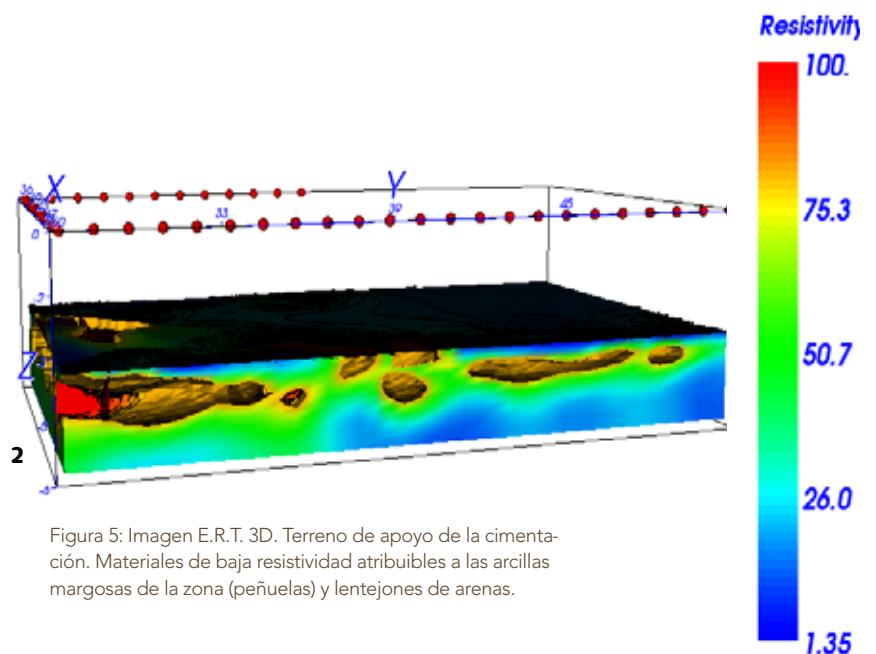 Resistivity
100.
75.3
50.7
26.0
1.35
X
Y
33
39
45
0
Z
2
Figura 5: Imagen E.R.T. 3D. Terreno de apoyo de la cimenta-
ción. Materiales de baja resistividad atribuibles a las arcillas
margosas de la zona (peñuelas) y lentejones de arenas.